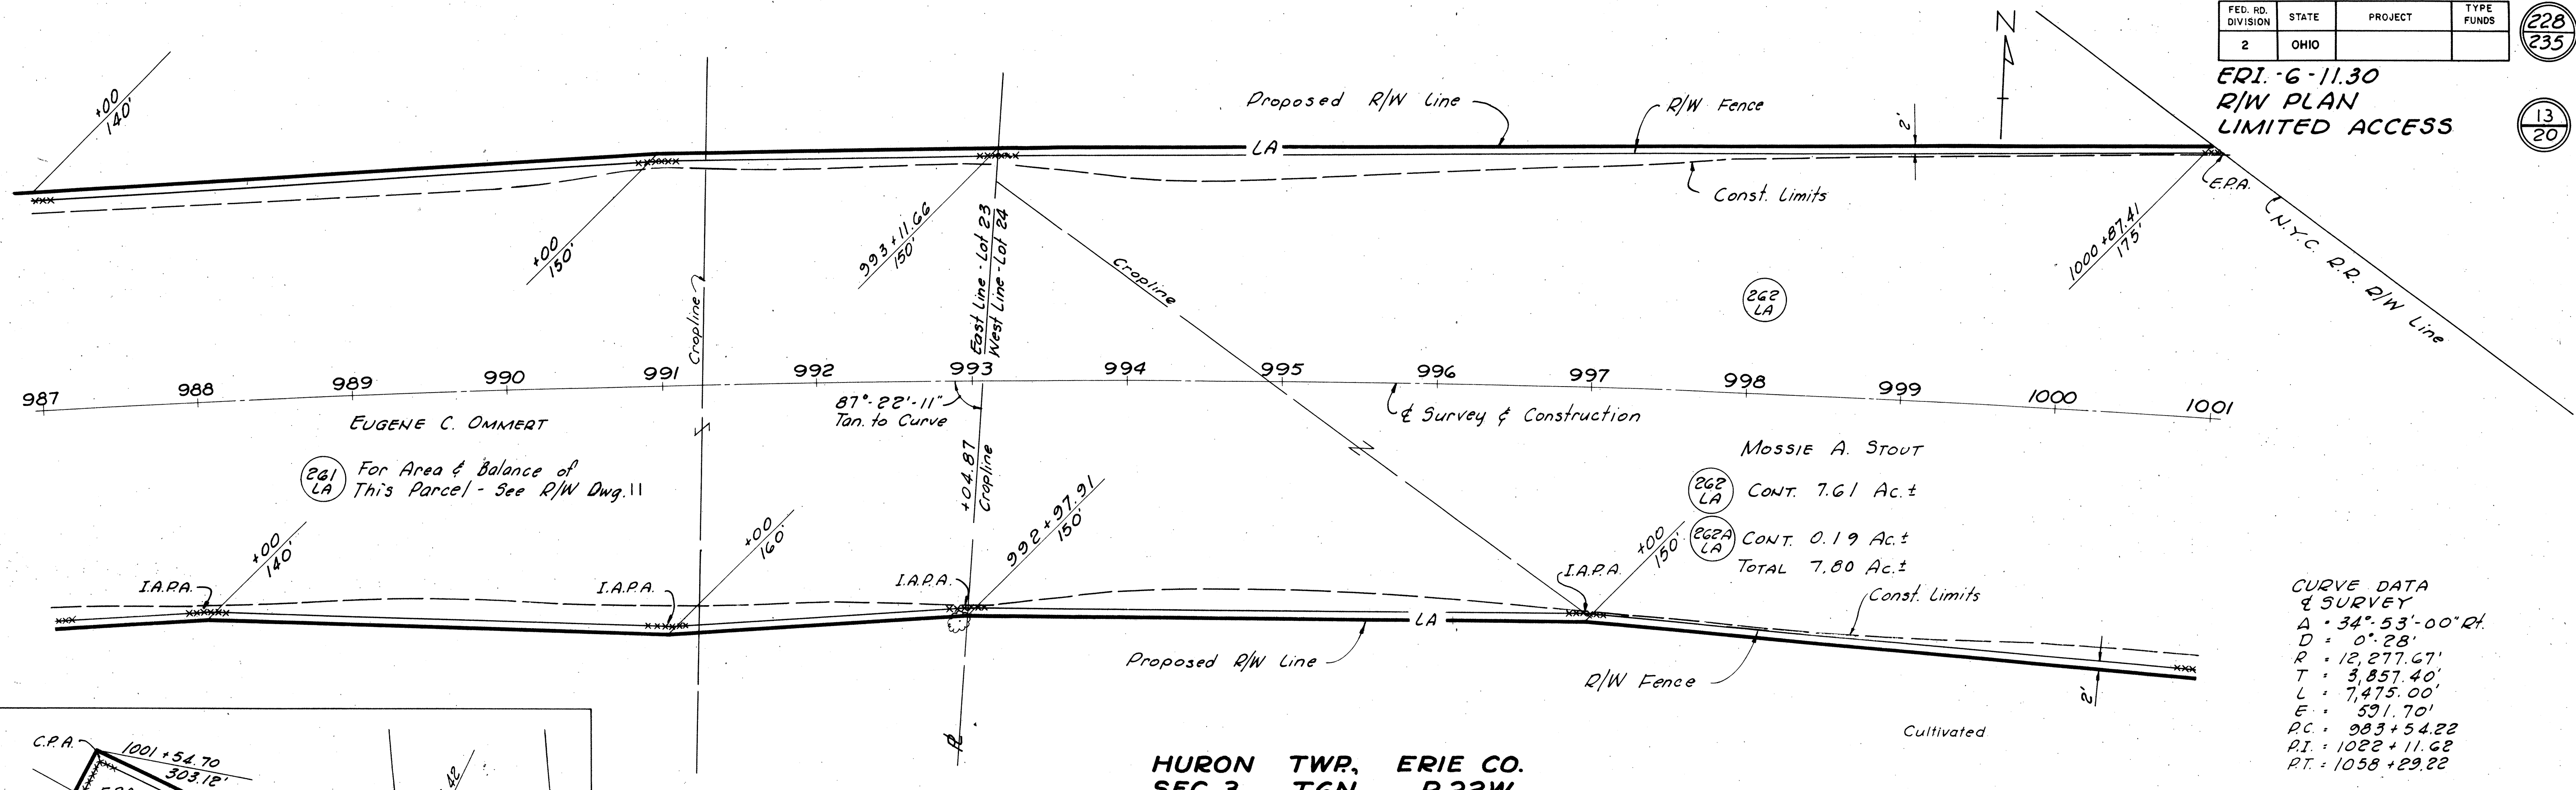 FED. RD. DIVISION STATE PROJECT TYPE FUNDS
2 OHIO
228
235
ERI.-6-11.30
R/W PLAN
LIMITED ACCESS
13
20
N
+00
140'
Proposed R/W Line
R/W Fence
2'
LA
Const. Limits
E.P.A.
N.Y.C. R.R. R/W Line
+00
150'
993+11.66
150'
East Line - Lot 23
West Line - Lot 24
Cropline
Cropline
1000+87.41
175'
262
LA
987 988 989 990 991 992 993 994 995 996 997 998 999 1000 1001
EUGENE C. OMMERT
87°-22'-11"
Tan. to Curve
℄ Survey & Construction
261
LA
For Area & Balance of
This Parcel - See R/W Dwg. 11
+04.87
Cropline
MOSSIE A. STOUT
262
LA
CONT. 7.61 Ac.±
262A
LA
CONT. 0.19 Ac.±
TOTAL 7.80 Ac.±
+00
140'
+00
160'
992+97.91
150'
+00
150'
I.A.P.A.
I.A.P.A.
I.A.P.A.
I.A.P.A.
Const. Limits
LA
Proposed R/W Line
R/W Fence
2'
Cultivated
℄
CURVE DATA
℄ SURVEY
Δ = 34°-53'-00" Rt.
D = 0°-28'
R = 12,277.67'
T = 3,857.40'
L = 7,475.00'
E = 591.70'
P.C. = 983+54.22
P.I. = 1022+11.62
P.T. = 1058+29.22
C.P.A.
1001+54.70
303.12'
42
HURON TWP., ERIE CO.
SEC. 3 T6N R22W